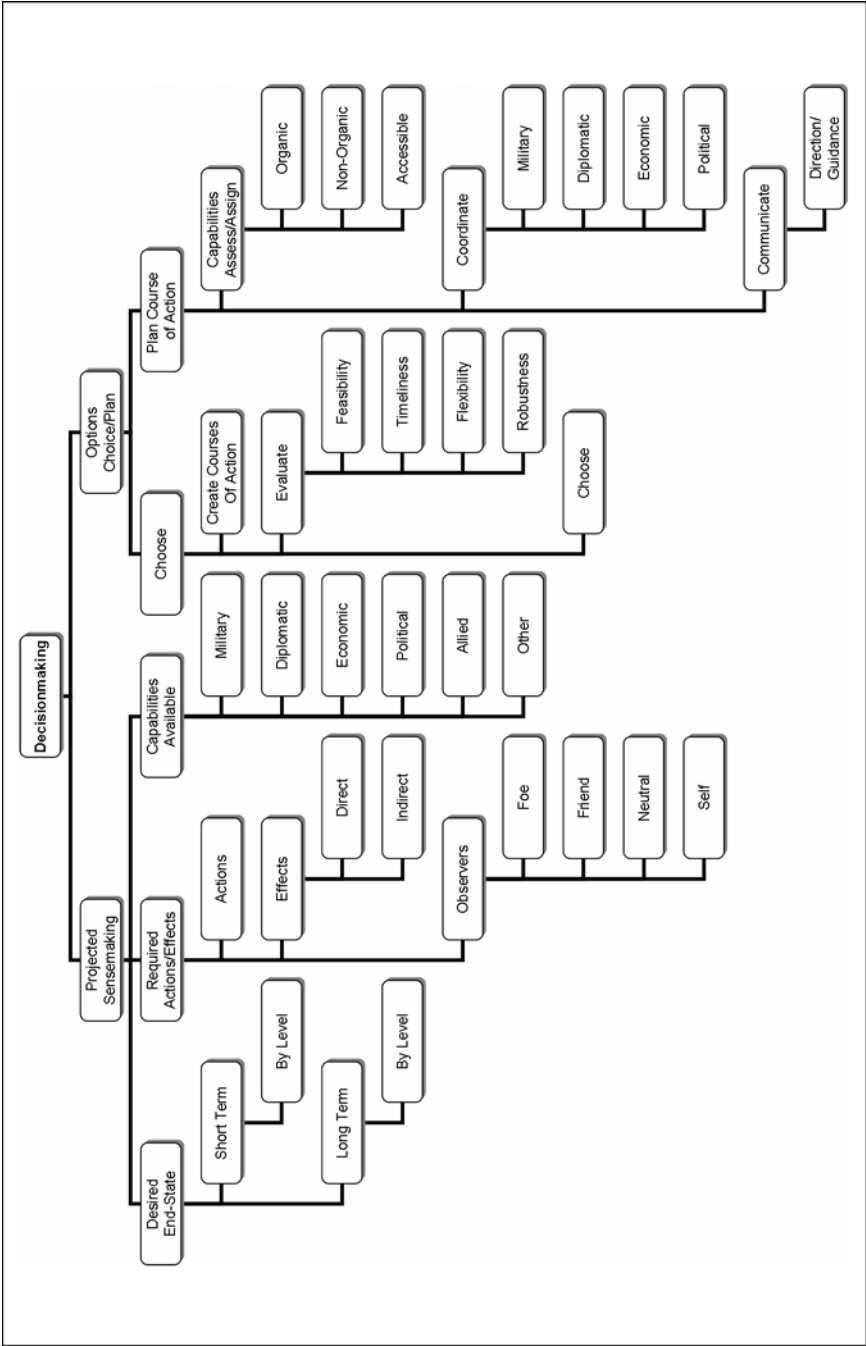 Decisionmaking
Projected
Sensemaking
Desired
End-State
Short Term
By Level
Long Term
By Level
Required
Actions/Effects
Actions
Effects
Direct
Indirect
Observers
Foe
Friend
Neutral
Self
Capabilities
Available
Military
Diplomatic
Economic
Political
Allied
Other
Options
Choice/Plan
Choose
Create Courses
Of Action
Evaluate
Feasibility
Timeliness
Flexibility
Robustness
Choose
Plan Course
of Action
Capabilities
Assess/Assign
Organic
Non-Organic
Accessible
Coordinate
Military
Diplomatic
Economic
Political
Communicate
Direction/
Guidance